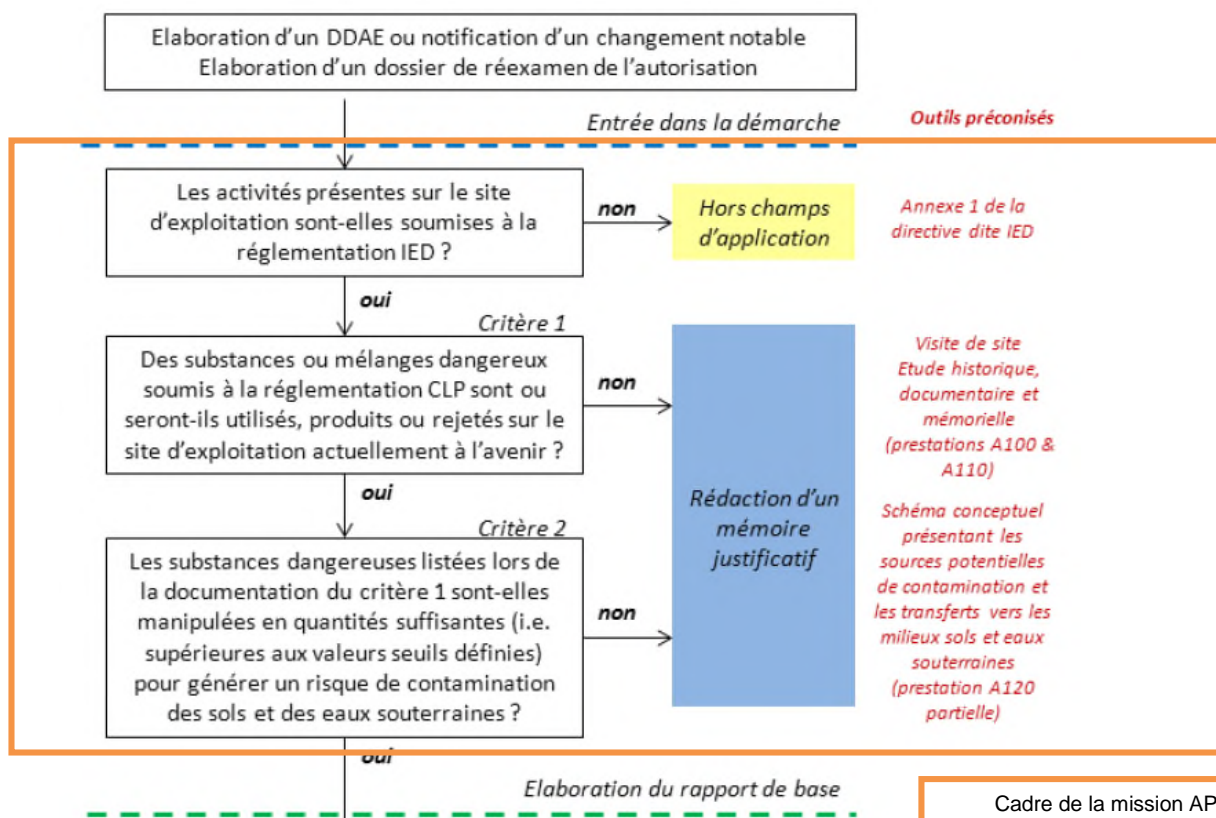 Elaboration d'un DDAE ou notification d'un changement notable
Elaboration d'un dossier de réexamen de l'autorisation
Entrée dans la démarche
Outils préconisés
Les activités présentes sur le site
d'exploitation sont-elles soumises à la
réglementation IED ?
non
Hors champs
d'application
Annexe 1 de la
directive dite IED
oui
Critère 1
Des substances ou mélanges dangereux
soumis à la réglementation CLP sont ou
seront-ils utilisés, produits ou rejetés sur le
site d'exploitation actuellement à l'avenir ?
non
Visite de site
Etude historique,
documentaire et
mémorielle
(prestations A100 &
A110)
oui
Critère 2
Les substances dangereuses listées lors de
la documentation du critère 1 sont-elles
manipulées en quantités suffisantes (i.e.
supérieures aux valeurs seuils définies)
pour générer un risque de contamination
des sols et des eaux souterraines ?
non
Rédaction d'un
mémoire
justificatif
Schéma conceptuel
présentant les
sources potentielles
de contamination et
les transferts vers les
milieux sols et eaux
souterraines
(prestation A120
partielle)
oui
Elaboration du rapport de base
Cadre de la mission AP